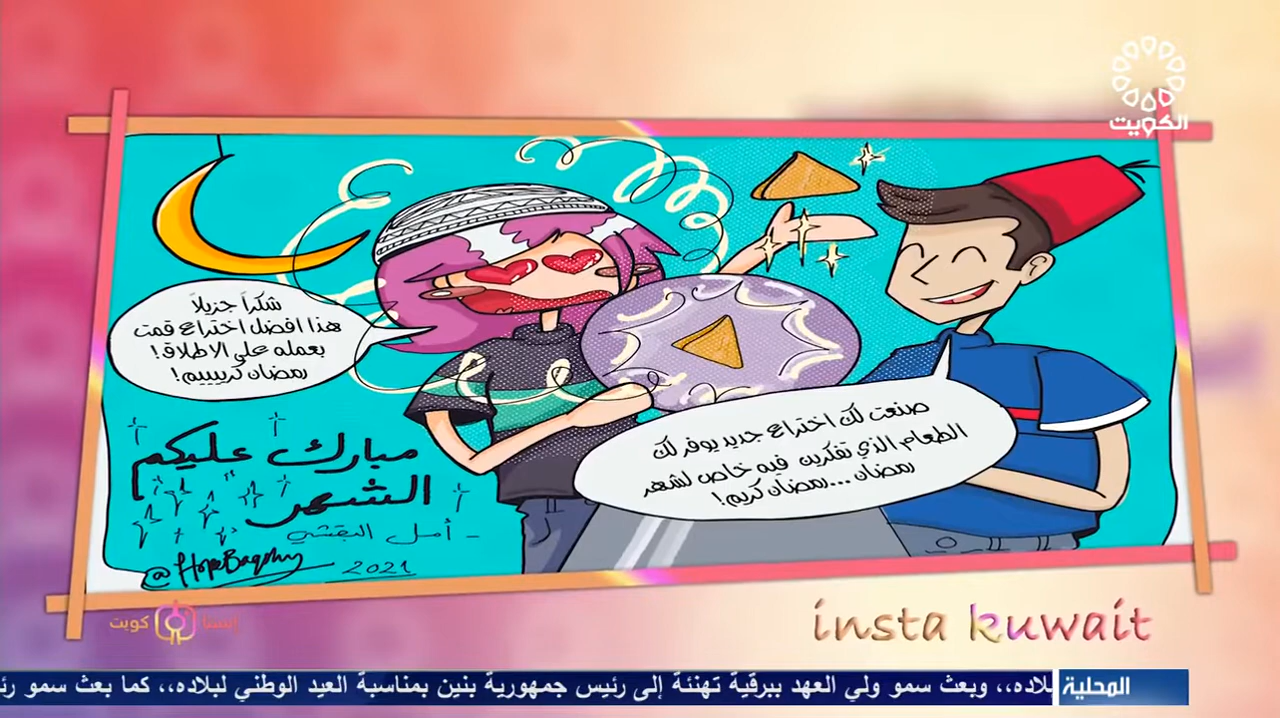 الكويت
شكراً جزيلاً
هذا افضل اختراع قمت
بعمله على الاطلاق!
رمضان كريييم!
صنعت لك اختراع جديد يوفر لك
الطعام الذي تفكرين فيه خاص لشهر
رمضان...رمضان كريم!
مبارك عليكم
الشهر
- أمل البقشي
@HopeBaqshy 2021
إنستا كويت
insta kuwait
المحلية
بلاده،، وبعث سمو ولي العهد ببرقية تهنئة إلى رئيس جمهورية بنين بمناسبة العيد الوطني لبلاده،، كما بعث سمو رئ